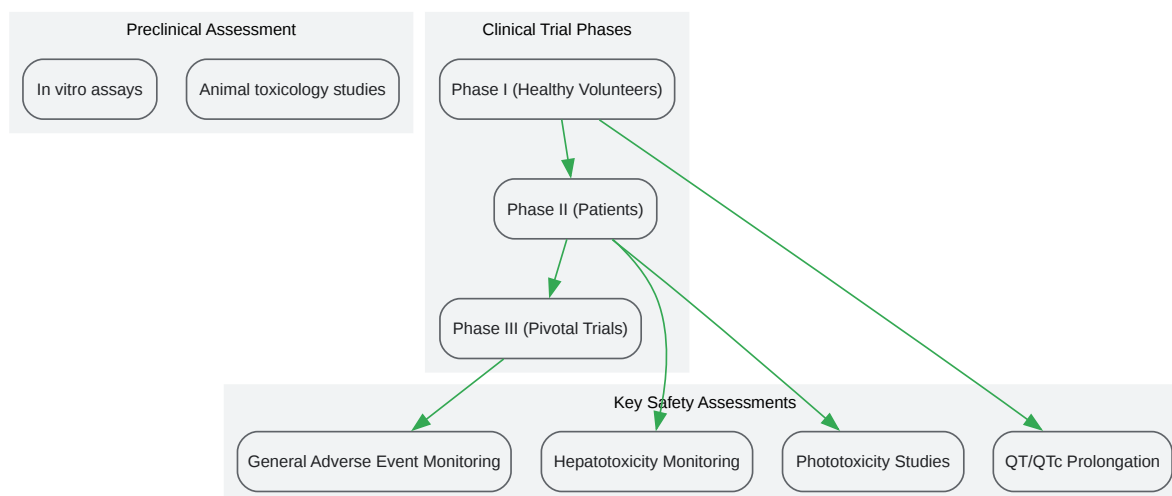 Preclinical Assessment
Clinical Trial Phases
In vitro assays
Animal toxicology studies
Phase I (Healthy Volunteers)
Phase II (Patients)
Phase III (Pivotal Trials)
Key Safety Assessments
General Adverse Event Monitoring
Hepatotoxicity Monitoring
Phototoxicity Studies
QT/QTc Prolongation